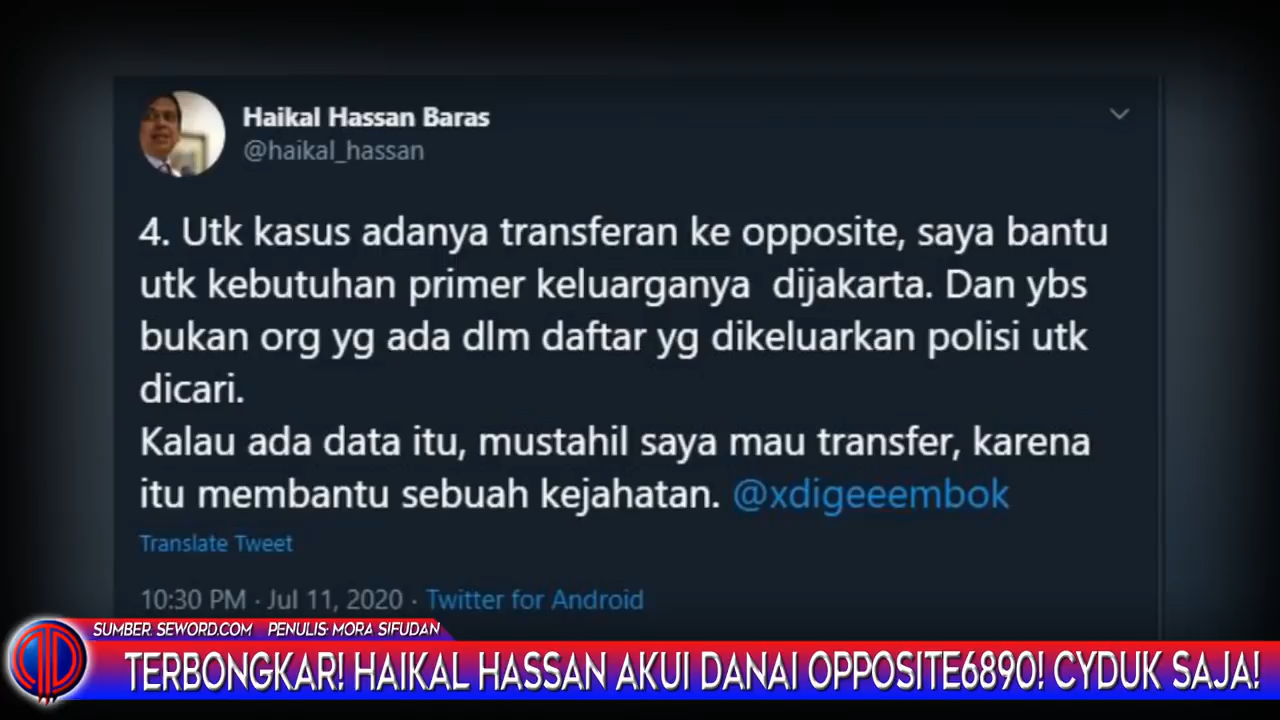 Haikal Hassan Baras
@haikal_hassan
4. Utk kasus adanya transferan ke opposite, saya bantu
utk kebutuhan primer keluarganya dijakarta. Dan ybs
bukan org yg ada dlm daftar yg dikeluarkan polisi utk
dicari.
Kalau ada data itu, mustahil saya mau transfer, karena
itu membantu sebuah kejahatan. @xdigeeembok
Translate Tweet
10:30 PM · Jul 11, 2020 · Twitter for Android
SUMBER. SEWORD.COM PENULIS: MORA SIFUDAN
TERBONGKAR! HAIKAL HASSAN AKUI DANAI OPPOSITE6890! CYDUK SAJA!